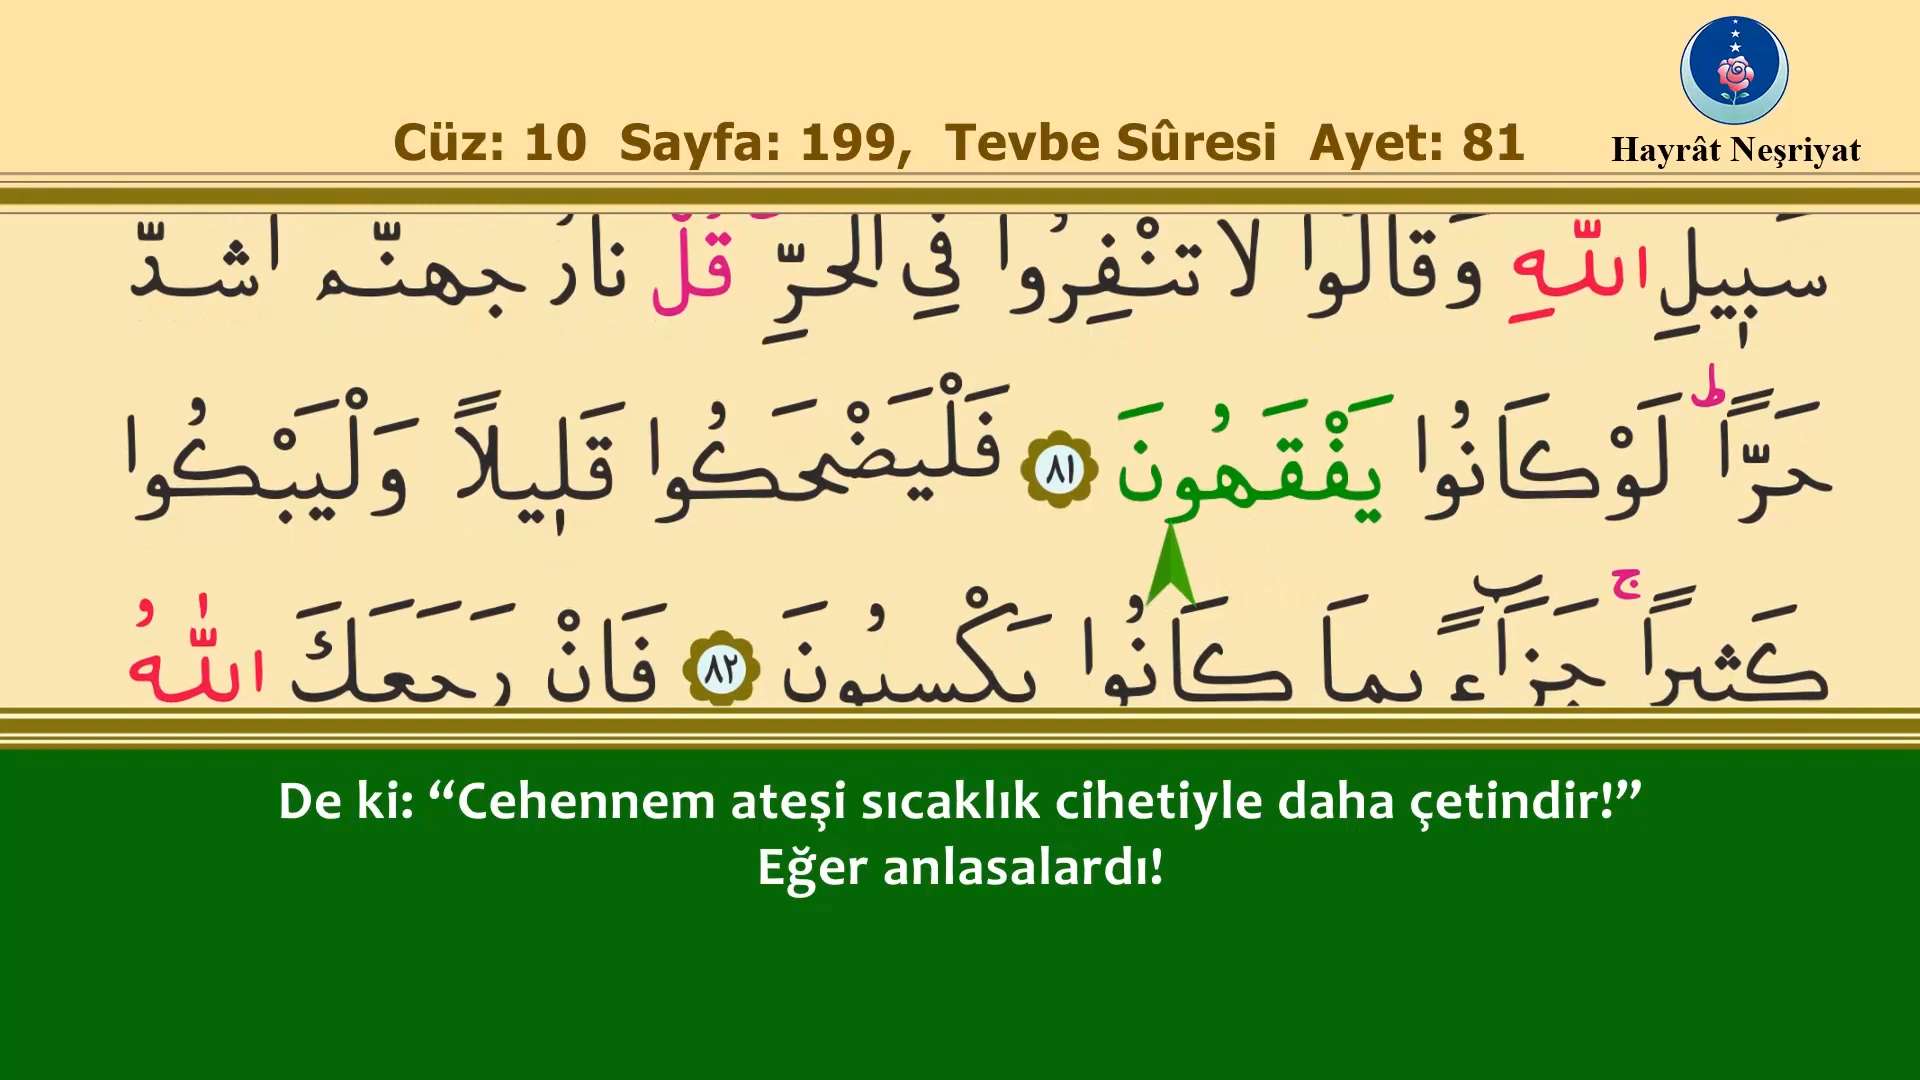 Cüz: 10 Sayfa: 199, Tevbe Sûresi Ayet: 81
Hayrât Neşriyat
سَبٖيلِ اللّٰهِ وَقَالُوا لَا تَنْفِرُوا فِي الْحَرِّ قُلْ نَارُ جَهَنَّمَ اَشَدُّ
حَرًّاۜ لَوْ كَانُوا يَفْقَهُونَ ﴿٨١﴾ فَلْيَضْحَكُوا قَلٖيلًا وَلْيَبْكُوا
كَثٖيرًاۚ جَزَٓاءً بِمَا كَانُوا يَكْسِبُونَ ﴿٨٢﴾ فَاِنْ رَجَعَكَ اللّٰهُ
De ki: “Cehennem ateşi sıcaklık cihetiyle daha çetindir!”
Eğer anlasalardı!